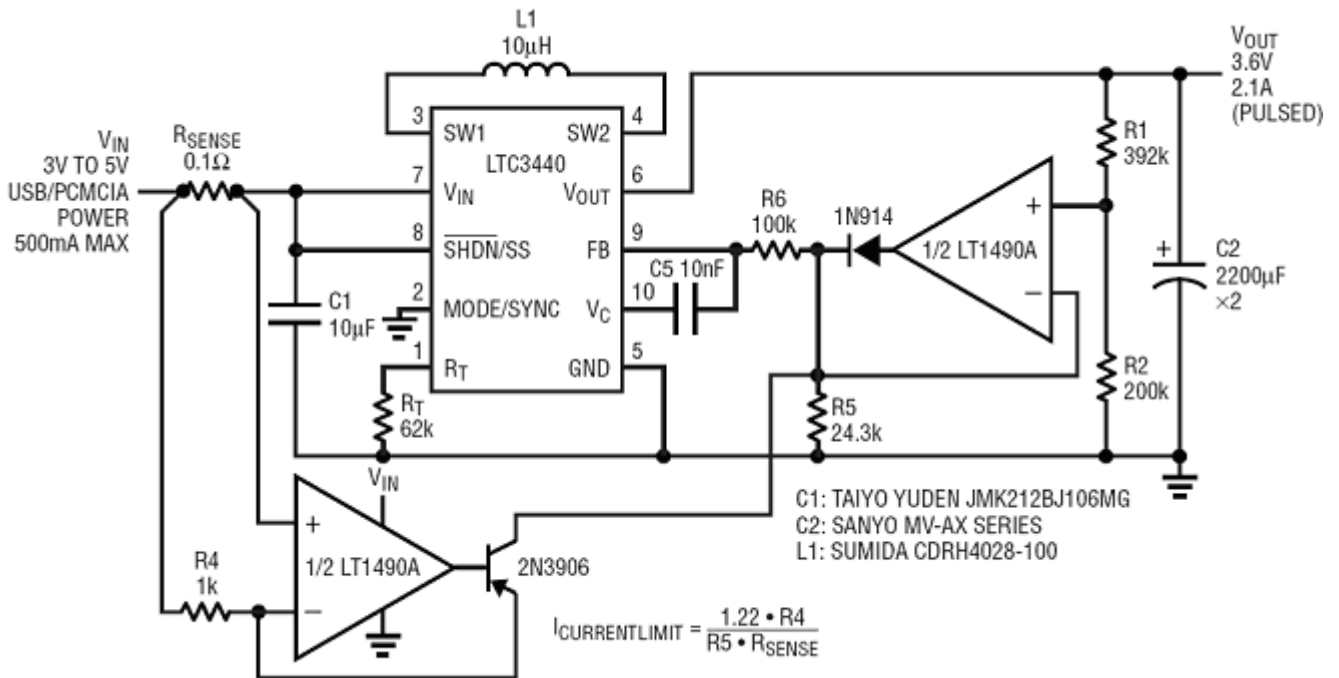 L1
10μH
VOUT
3.6V
2.1A
(PULSED)
3
4
SW1
SW2
LTC3440
VIN
3V TO 5V
USB/PCMCIA
POWER
500mA MAX
RSENSE
0.1Ω
7
VIN
VOUT
6
8
SHDN/SS
FB
9
2
MODE/SYNC
VC
10
1
RT
GND
5
C1
10μF
RT
62k
C5 10nF
R6
100k
1N914
+
1/2 LT1490A
−
R1
392k
R2
200k
+
C2
2200μF
×2
R5
24.3k
VIN
+
1/2 LT1490A
−
R4
1k
2N3906
C1: TAIYO YUDEN JMK212BJ106MG
C2: SANYO MV-AX SERIES
L1: SUMIDA CDRH4028-100
ICURRENTLIMIT = 1.22 • R4
R5 • RSENSE